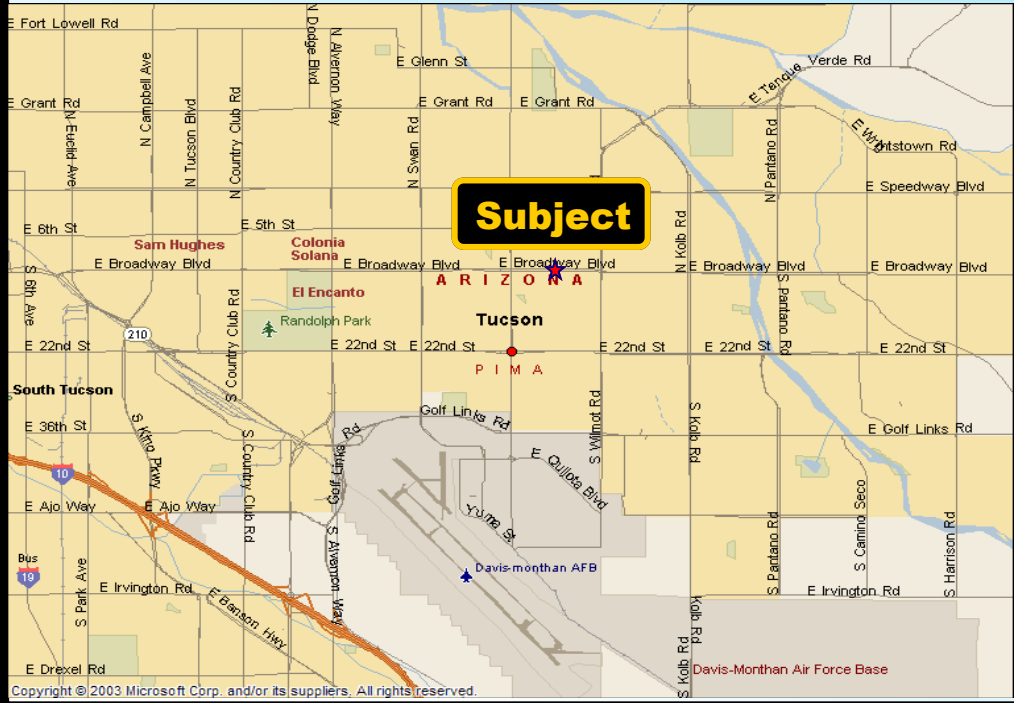 E Fort Lowell Rd
N Dodge Blvd
N Alvernon Way
E Glenn St
Verde Rd
E Tanque
E Grant Rd
E Grant Rd
E Grant Rd
N Euclid Ave
N Campbell Ave
N Tucson Blvd
N Country Club Rd
N Swan Rd
N Pantano Rd
E Wrig
htstown Rd
E Speedway Blvd
Subject
E 6th St
E 5th St
Sam Hughes
Colonia
Solana
N Kolb Rd
E Broadway Blvd
E Broadway Blvd
E Broadway Blvd
E Broadway Blvd
E Broadway Blvd
ARIZONA
S 6th Ave
El Encanto
Randolph Park
Tucson
S Pantano Rd
210
S Country Club Rd
E 22nd St
E 22nd St
E 22nd St
E 22nd St
E 22nd St
E 22nd St
PIMA
South Tucson
S Kino Pkwy
Golf Links Rd
S Wilmot Rd
S Kolb Rd
E 36th St
S Country Club Rd
Golf Links
Rd
E Golf Links Rd
E Quijota Blvd
10
E Ajo Way
E Ajo Way
Yuma St
S Alvernon Way
S Pantano Rd
S Camino Seco
S Harrison Rd
Bus
19
S Park Ave
Davis-monthan AFB
E Irvington Rd
E Benson Hwy
E Irvington Rd
Kolb Rd
S Kolb Rd
E Drexel Rd
Davis-Monthan Air Force Base
Copyright © 2003 Microsoft Corp. and/or its suppliers. All rights reserved.